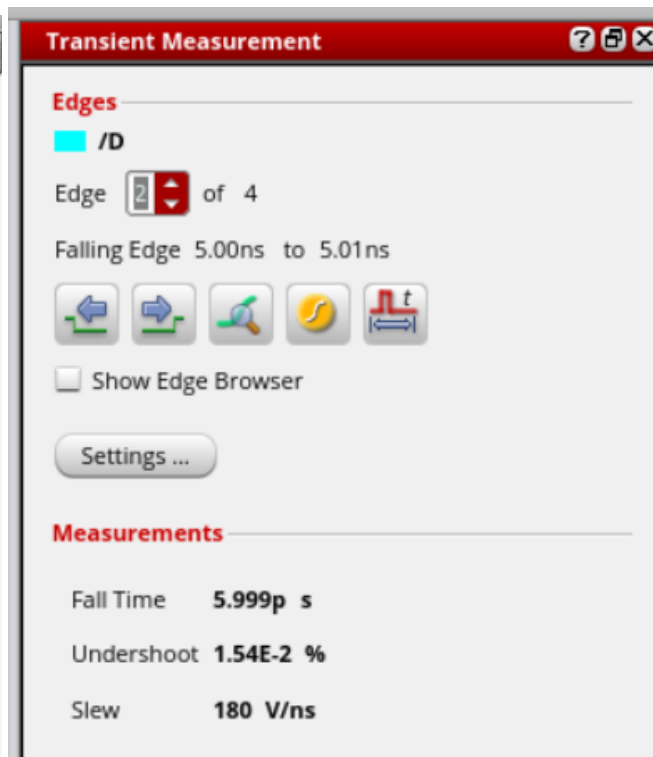 Transient Measurement
Edges
/D
Edge 2 of 4
Falling Edge 5.00ns to 5.01ns
t
Show Edge Browser
Settings ...
Measurements
Fall Time 5.999p s
Undershoot 1.54E-2 %
Slew 180 V/ns